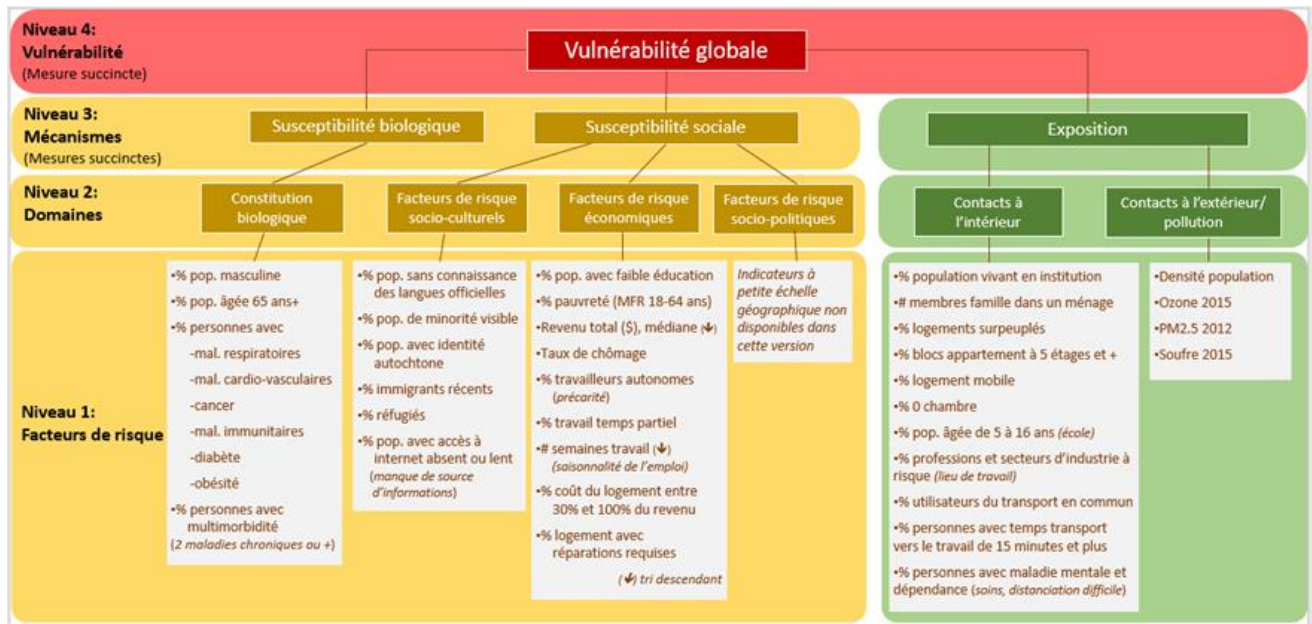 Niveau 4:
Vulnérabilité
(Mesure succincte)
Vulnérabilité globale
Niveau 3:
Mécanismes
(Mesures succinctes)
Susceptibilité biologique
Susceptibilité sociale
Exposition
Niveau 2:
Domaines
Constitution
biologique
Facteurs de risque
socio-culturels
Facteurs de risque
économiques
Facteurs de risque
socio-politiques
Contacts à
l'intérieur
Contacts à l'extérieur/
pollution
Niveau 1:
Facteurs de risque
•% pop. masculine
•% pop. âgée 65 ans+
•% personnes avec
-mal. respiratoires
-mal. cardio-vasculaires
-cancer
-mal. immunitaires
-diabète
-obésité
•% personnes avec
multimorbidité
(2 maladies chroniques ou +)
•% pop. sans connaissance
des langues officielles
•% pop. de minorité visible
•% pop. avec identité
autochtone
•% immigrants récents
•% réfugiés
•% pop. avec accès à
internet absent ou lent
(manque de source
d'informations)
•% pop. avec faible éducation
•% pauvreté (MFR 18-64 ans)
•Revenu total ($), médiane (🡻)
•Taux de chômage
•% travailleurs autonomes
(précarité)
•% travail temps partiel
•# semaines travail (🡻)
(saisonnalité de l'emploi)
•% coût du logement entre
30% et 100% du revenu
•% logement avec
réparations requises
(🡻) tri descendant
Indicateurs à
petite échelle
géographique non
disponibles dans
cette version
•% population vivant en institution
•# membres famille dans un ménage
•% logements surpeuplés
•% blocs appartement à 5 étages et +
•% logement mobile
•% 0 chambre
•% pop. âgée de 5 à 16 ans (école)
•% professions et secteurs d'industrie à
risque (lieu de travail)
•% utilisateurs du transport en commun
•% personnes avec temps transport
vers le travail de 15 minutes et plus
•% personnes avec maladie mentale et
dépendance (soins, distanciation difficile)
•Densité population
•Ozone 2015
•PM2.5 2012
•Soufre 2015